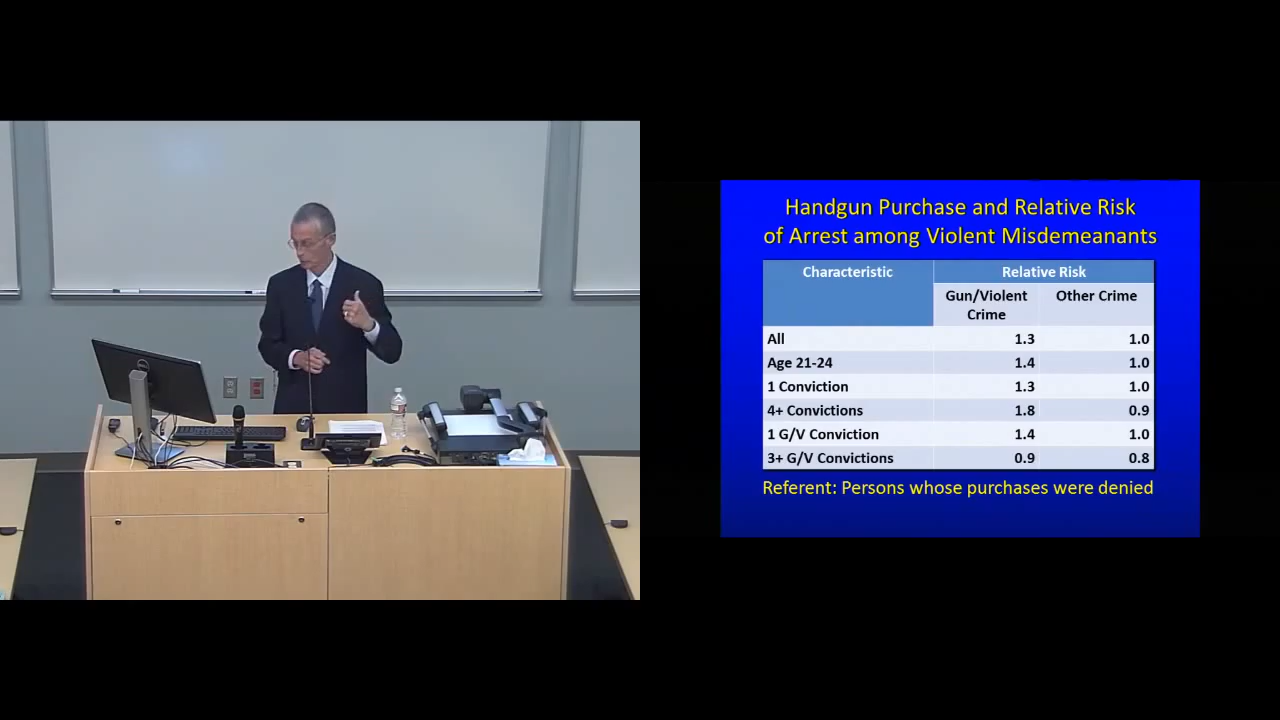 Handgun Purchase and Relative Risk
of Arrest among Violent Misdemeanants
Characteristic Relative Risk
Gun/Violent Crime Other Crime
All 1.3 1.0
Age 21-24 1.4 1.0
1 Conviction 1.3 1.0
4+ Convictions 1.8 0.9
1 G/V Conviction 1.4 1.0
3+ G/V Convictions 0.9 0.8
Referent: Persons whose purchases were denied